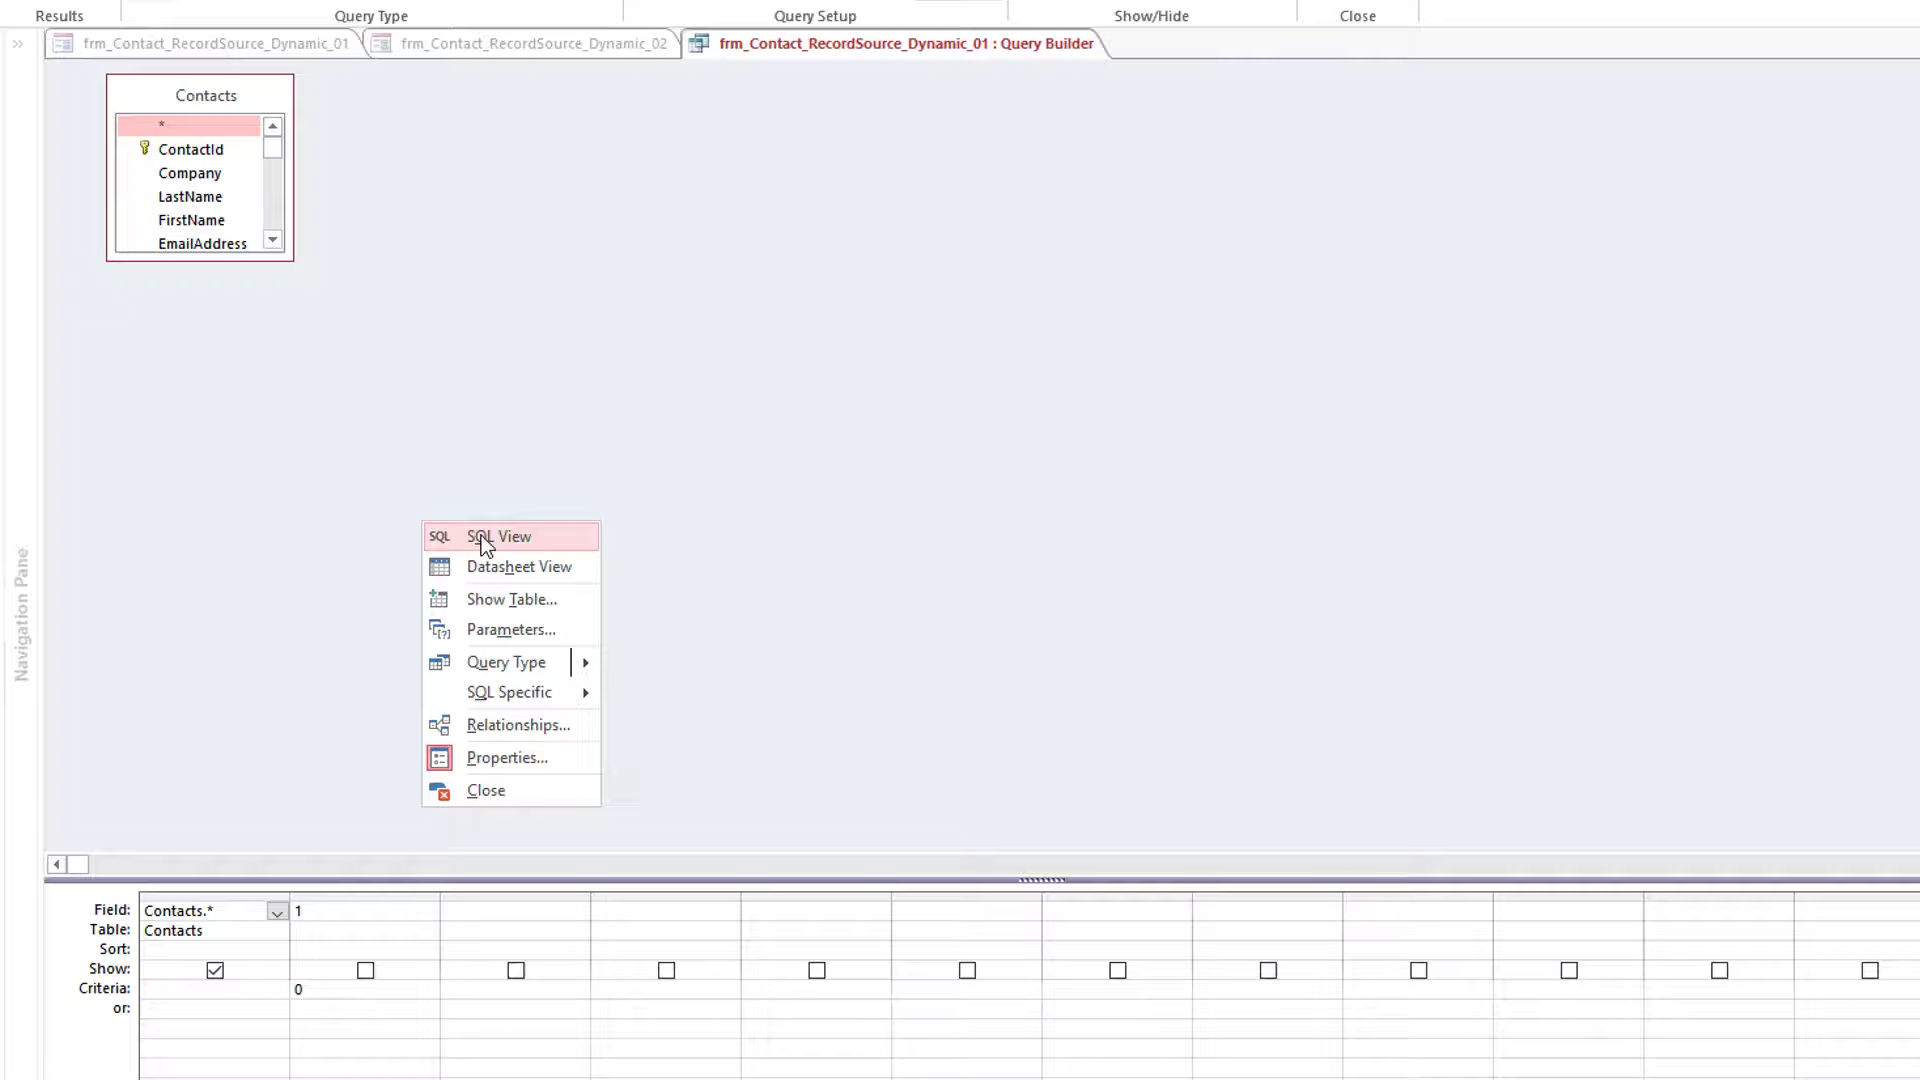 Results Query Type Query Setup Show/Hide Close
frm_Contact_RecordSource_Dynamic_01 frm_Contact_RecordSource_Dynamic_02 frm_Contact_RecordSource_Dynamic_01 : Query Builder
Contacts
*
ContactId
Company
LastName
FirstName
EmailAddress
SQL SQL View
Datasheet View
Show Table...
Parameters...
Query Type
SQL Specific
Relationships...
Properties...
Close
Navigation Pane
Field: Contacts.* 1
Table: Contacts
Sort:
Show:
Criteria: 0
or: